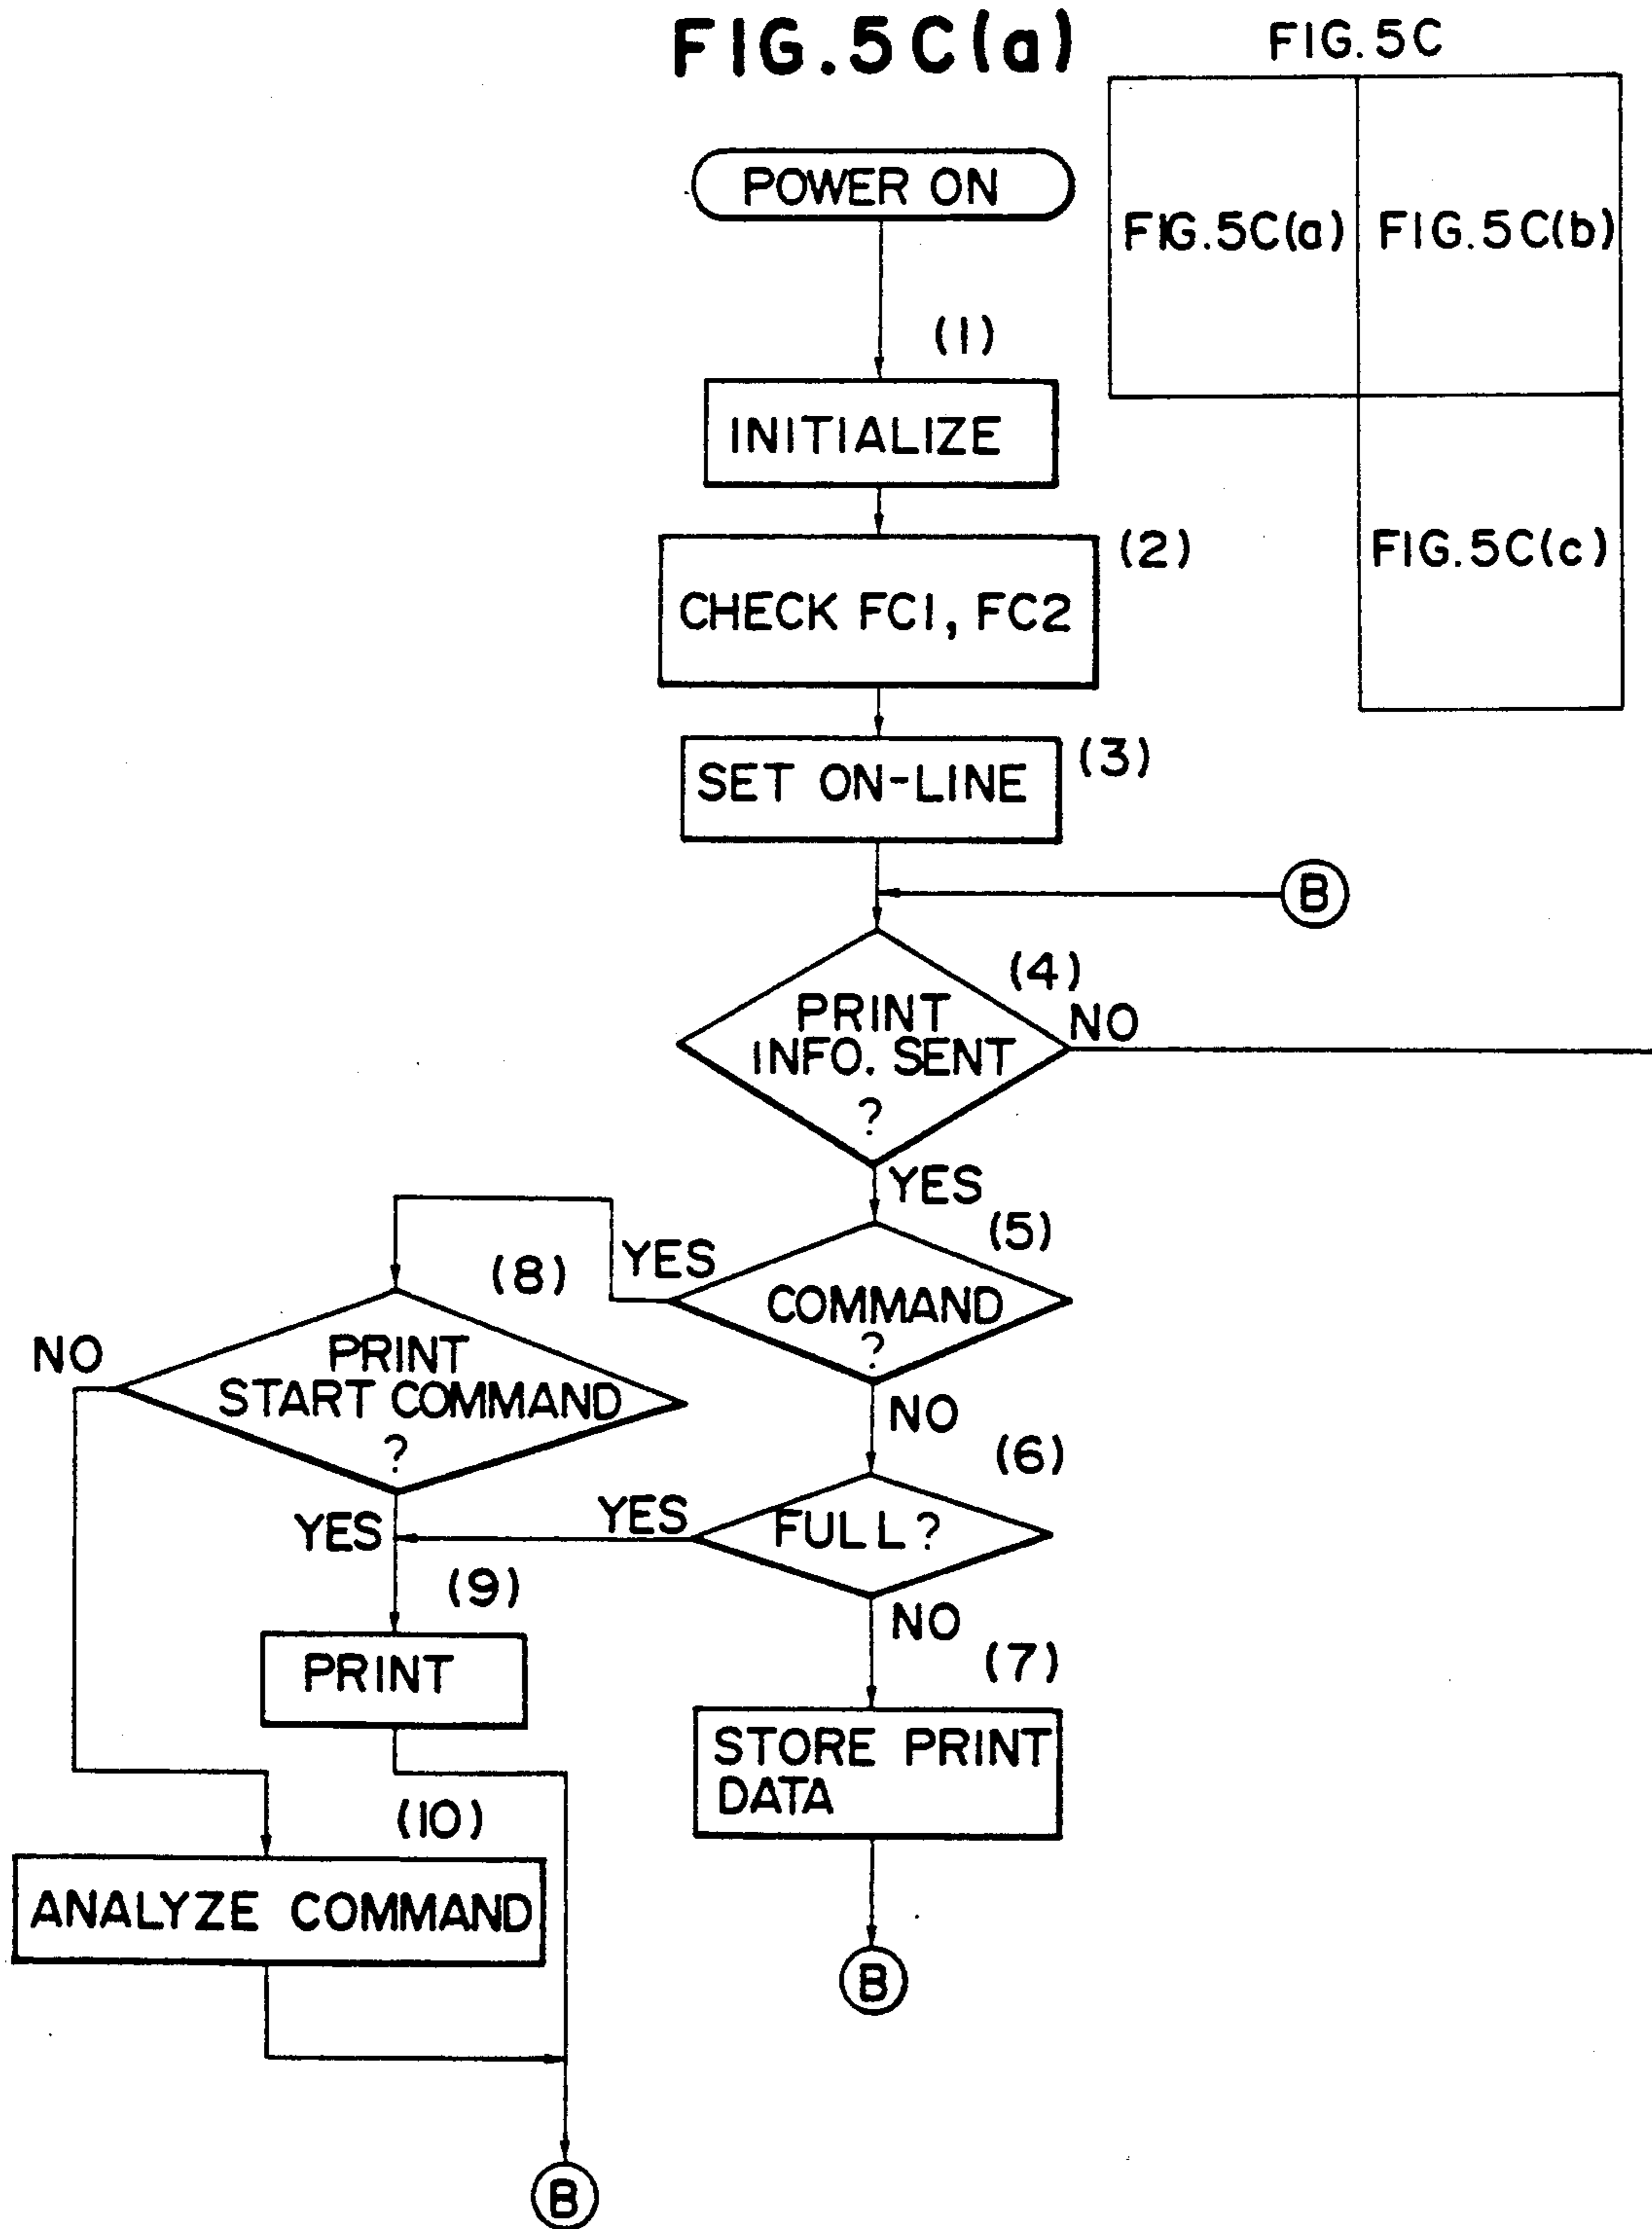 FIG.5C(a)
FIG.5C
FIG.5C(a)
FIG.5C(b)
FIG.5C(c)
POWER ON
(1)
INITIALIZE
(2)
CHECK FC1, FC2
(3)
SET ON-LINE
B
(4)
PRINT
INFO. SENT
?
NO
YES
(5)
COMMAND
?
YES
NO
(8)
PRINT
START COMMAND
?
NO
YES
(6)
FULL?
YES
NO
(9)
PRINT
(7)
STORE PRINT
DATA
(10)
ANALYZE COMMAND
B
B